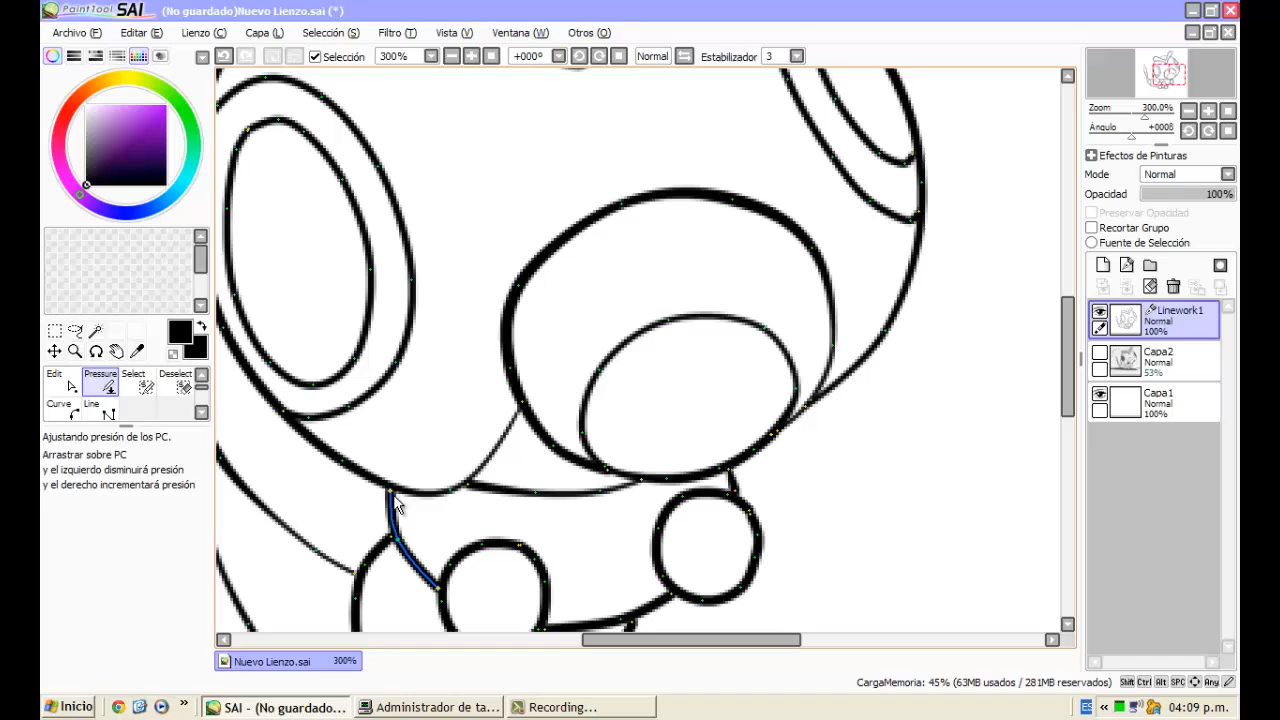 PaintTool SAI (No guardado)Nuevo Lienzo.sai (*)
Archivo (F) Editar (E) Lienzo (C) Capa (L) Selección (S) Filtro (T) Vista (V) Ventana (W) Otros (O)
Selección 300% +000° Normal Estabilizador 3
Zoom 300.0%
Ángulo +0008
Efectos de Pinturas
Mode Normal
Opacidad 100%
Preservar Opacidad
Recortar Grupo
Fuente de Selección
Linework1
Normal
100%
Capa2
Normal
53%
Capa1
Normal
100%
Edit Pressure Select Deselect
Curve Line
Ajustando presión de los PC.
Arrastrar sobre PC
y el izquierdo disminuirá presión
y el derecho incrementará presión
Nuevo Lienzo.sai 300%
CargaMemoria: 45% (63MB usados / 281MB reservados) Shift Ctrl Alt SPC Any
Inicio » SAI - (No guardado... Administrador de ta... Recording... ES « 04:09 p.m.